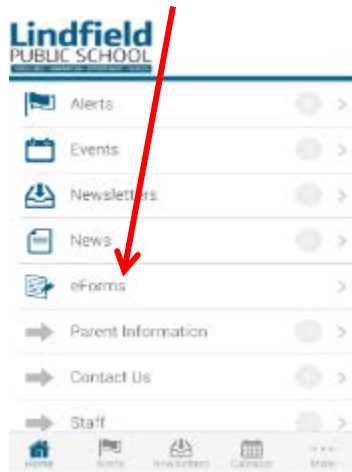 Lindfield
PUBLIC SCHOOL
Alerts
Events
Newsletters
News
eForms
Parent Information
Contact Us
Staff
Home
Alerts
Newsletters
Calendar
More